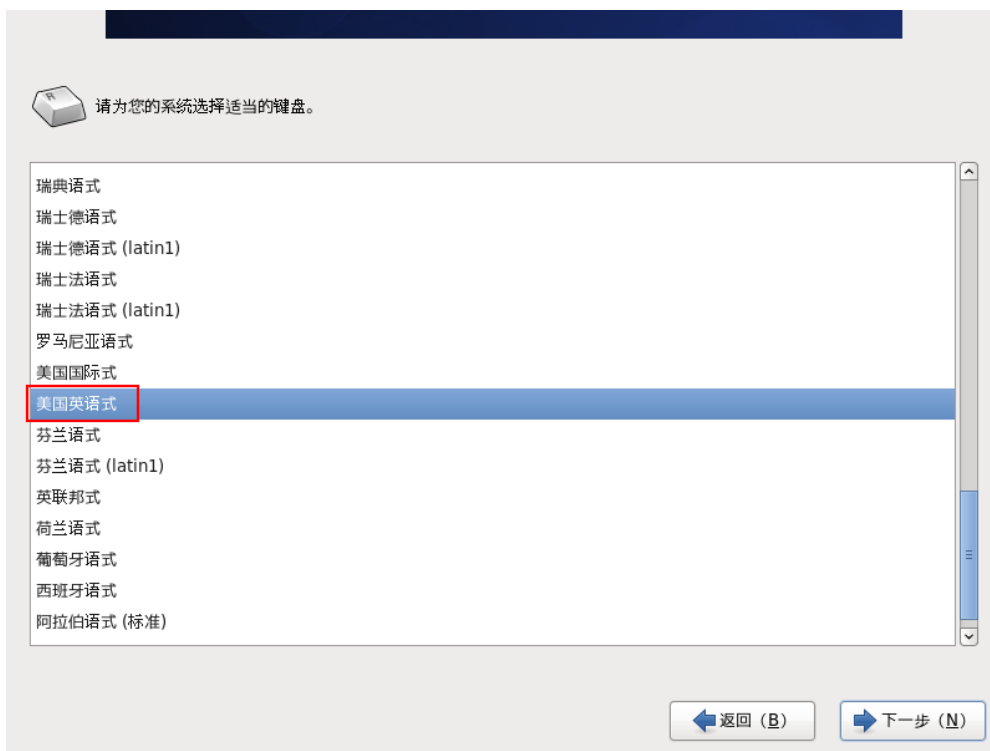 R
请为您的系统选择适当的键盘。
瑞典语式
瑞士德语式
瑞士德语式 (latin1)
瑞士法语式
瑞士法语式 (latin1)
罗马尼亚语式
美国国际式
美国英语式
芬兰语式
芬兰语式 (latin1)
英联邦式
荷兰语式
葡萄牙语式
西班牙语式
阿拉伯语式 (标准)
返回（B） 下一步（N）